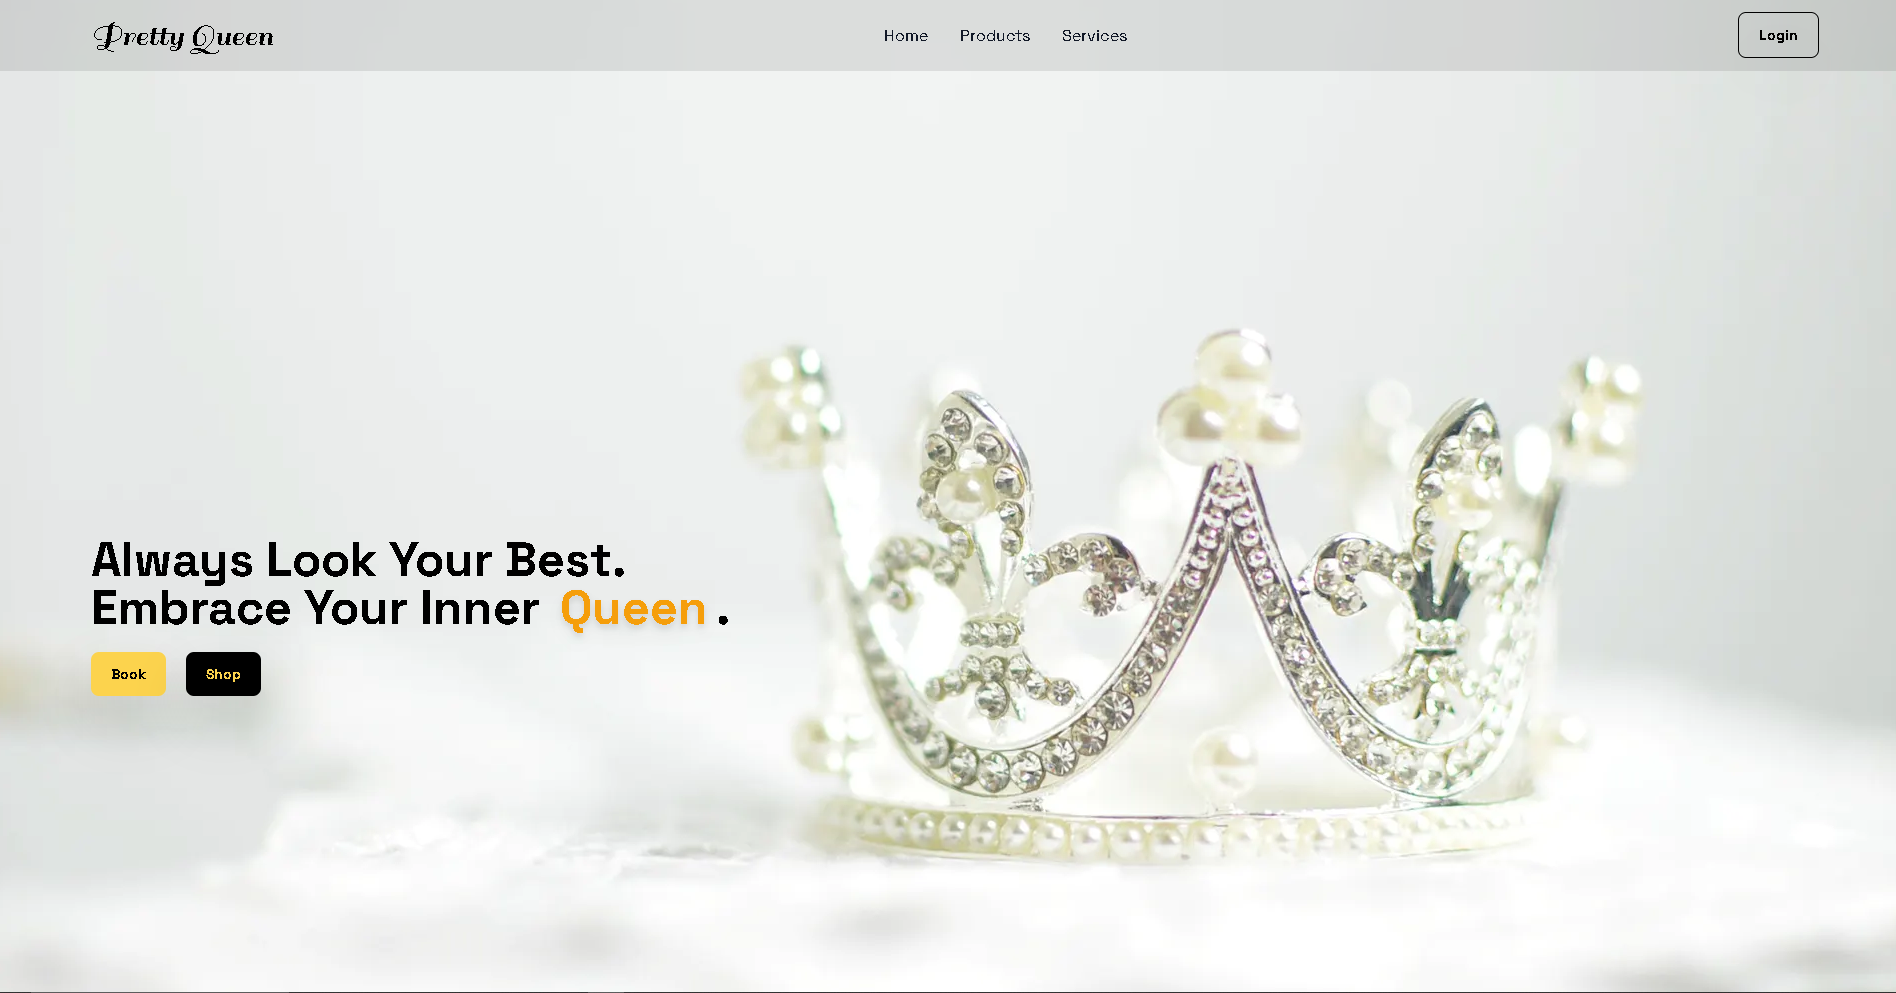 Pretty Queen
Home Products Services
Login
Always Look Your Best.
Embrace Your Inner Queen .
Book Shop